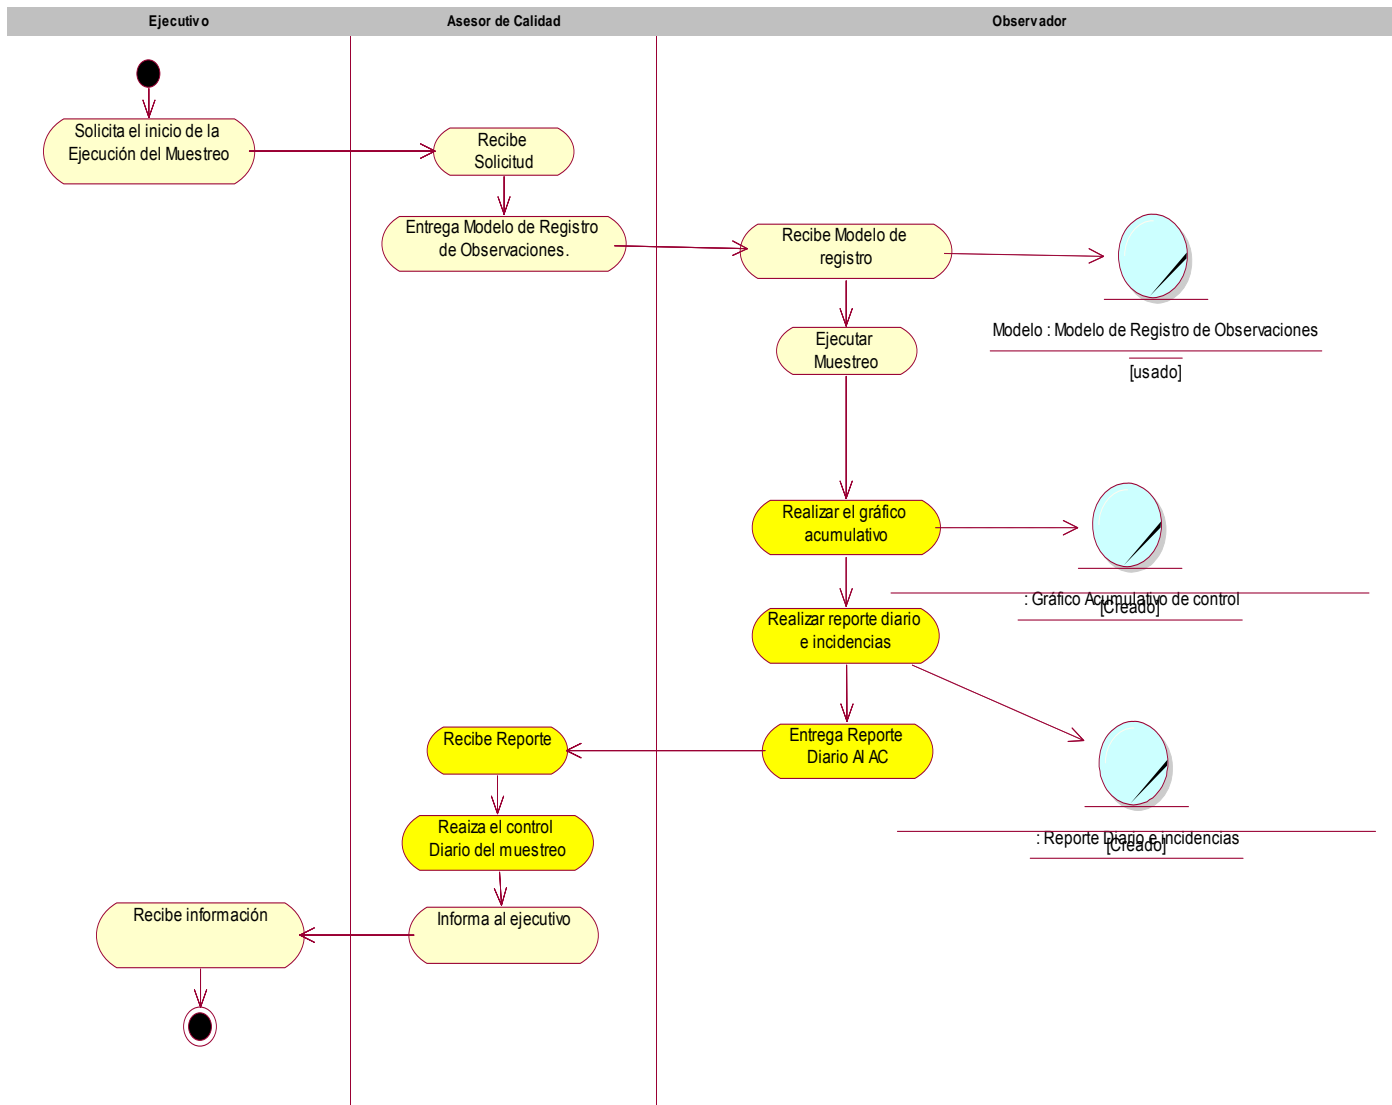 Ejecutivo
Asesor de Calidad
Observador
Solicita el inicio de la
Ejecución del Muestreo
Recibe
Solicitud
Entrega Modelo de Registro
de Observaciones.
Recibe Modelo de
registro
Modelo : Modelo de Registro de Observaciones
[usado]
Ejecutar
Muestreo
Realizar el gráfico
acumulativo
: Gráfico Acumulativo de control
[Creado]
Realizar reporte diario
e incidencias
Entrega Reporte
Diario Al AC
: Reporte Diario e incidencias
[Creado]
Recibe Reporte
Reaiza el control
Diario del muestreo
Informa al ejecutivo
Recibe información